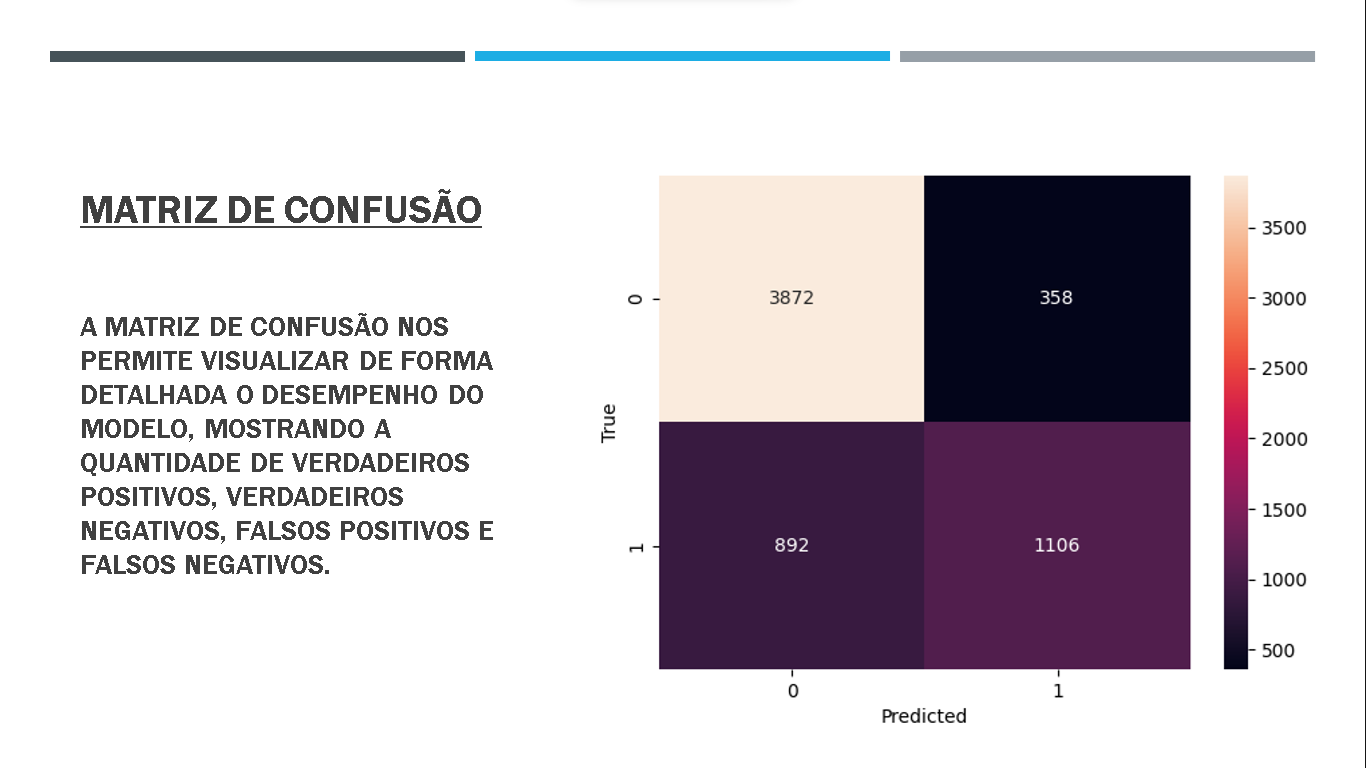 MATRIZ DE CONFUSÃO
A MATRIZ DE CONFUSÃO NOS
PERMITE VISUALIZAR DE FORMA
DETALHADA O DESEMPENHO DO
MODELO, MOSTRANDO A
QUANTIDADE DE VERDADEIROS
POSITIVOS, VERDADEIROS
NEGATIVOS, FALSOS POSITIVOS E
FALSOS NEGATIVOS.
True
0
3872
358
1
892
1106
0
1
Predicted
3500
3000
2500
2000
1500
1000
500